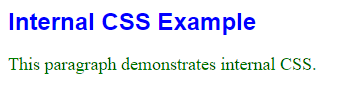 Internal CSS Example
This paragraph demonstrates internal CSS.